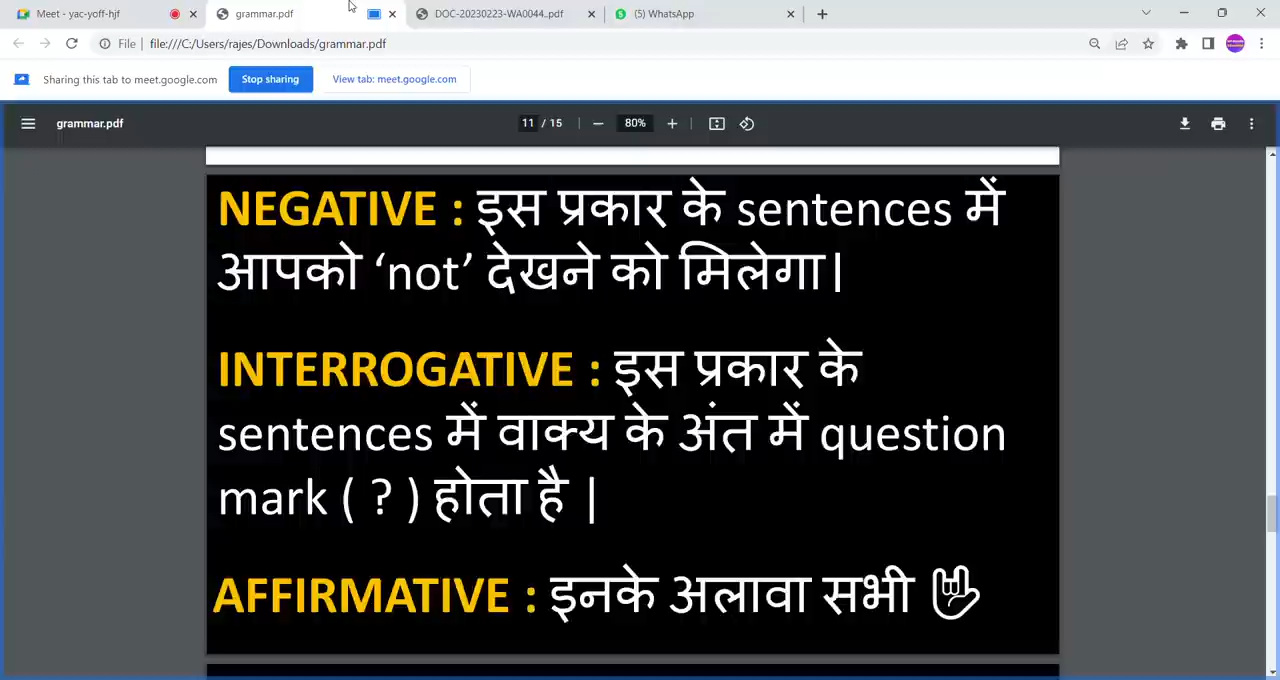 Meet - yac-oyff-hjf
grammar.pdf
DOC-20230223-WA0044_.pdf
(5) WhatsApp
File | file:///C:/Users/rajes/Downloads/grammar.pdf
Sharing this tab to meet.google.com
Stop sharing
View tab: meet.google.com
grammar.pdf
11 / 15
80%
NEGATIVE : इस प्रकार के sentences में
आपको ‘not’ देखने को मिलेगा|
INTERROGATIVE : इस प्रकार के
sentences में वाक्य के अंत में question
mark ( ? ) होता है |
AFFIRMATIVE : इनके अलावा सभी